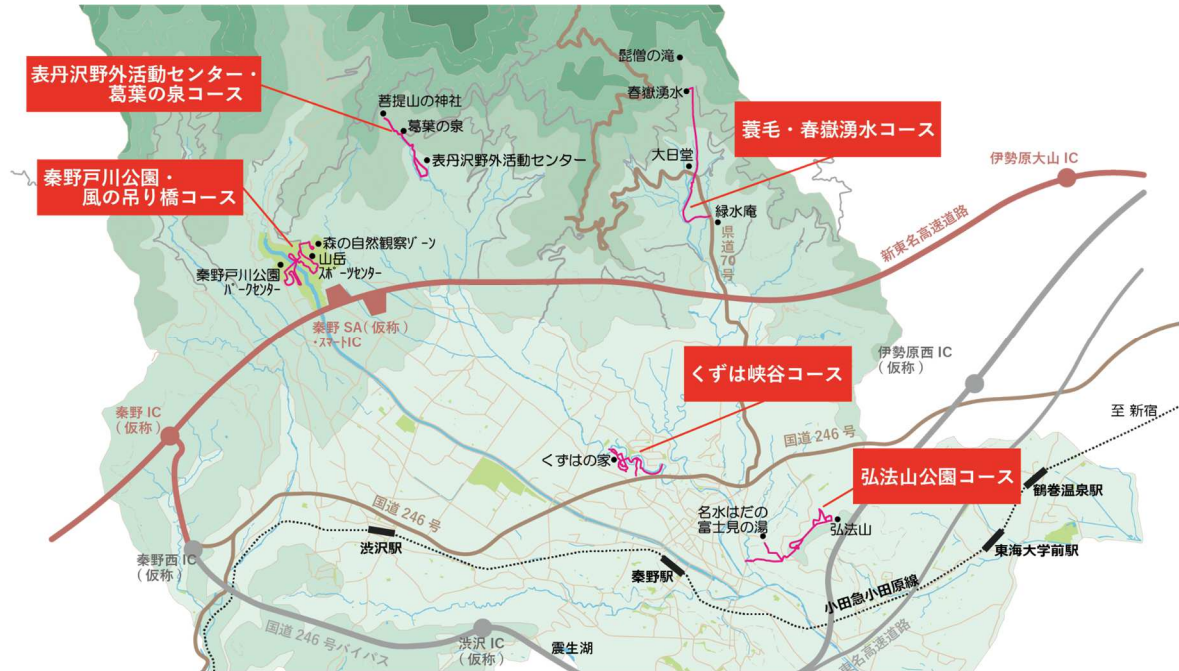 髭僧の滝
表丹沢野外活動センター・
葛葉の泉コース
春嶽湧水
菩提山の神社
葛葉の泉
蓑毛・春嶽湧水コース
表丹沢野外活動センター
大日堂
伊勢原大山 IC
秦野戸川公園・
風の吊り橋コース
緑水庵
県道
70
号
新東名高速道路
森の自然観察ゾーン
山岳
スポーツセンター
秦野戸川公園
パークセンター
秦野 SA(仮称)
・スマートIC
伊勢原西 IC
(仮称)
くずは峡谷コース
秦野 IC
(仮称)
至 新宿
国道 246 号
くずはの家
弘法山公園コース
鶴巻温泉駅
国道 246 号
名水はだの
富士見の湯
弘法山
渋沢駅
東海大学前駅
秦野西 IC
(仮称)
秦野駅
小田急小田原線
国道 246 号バイパス
渋沢 IC
(仮称)
震生湖
東名高速道路